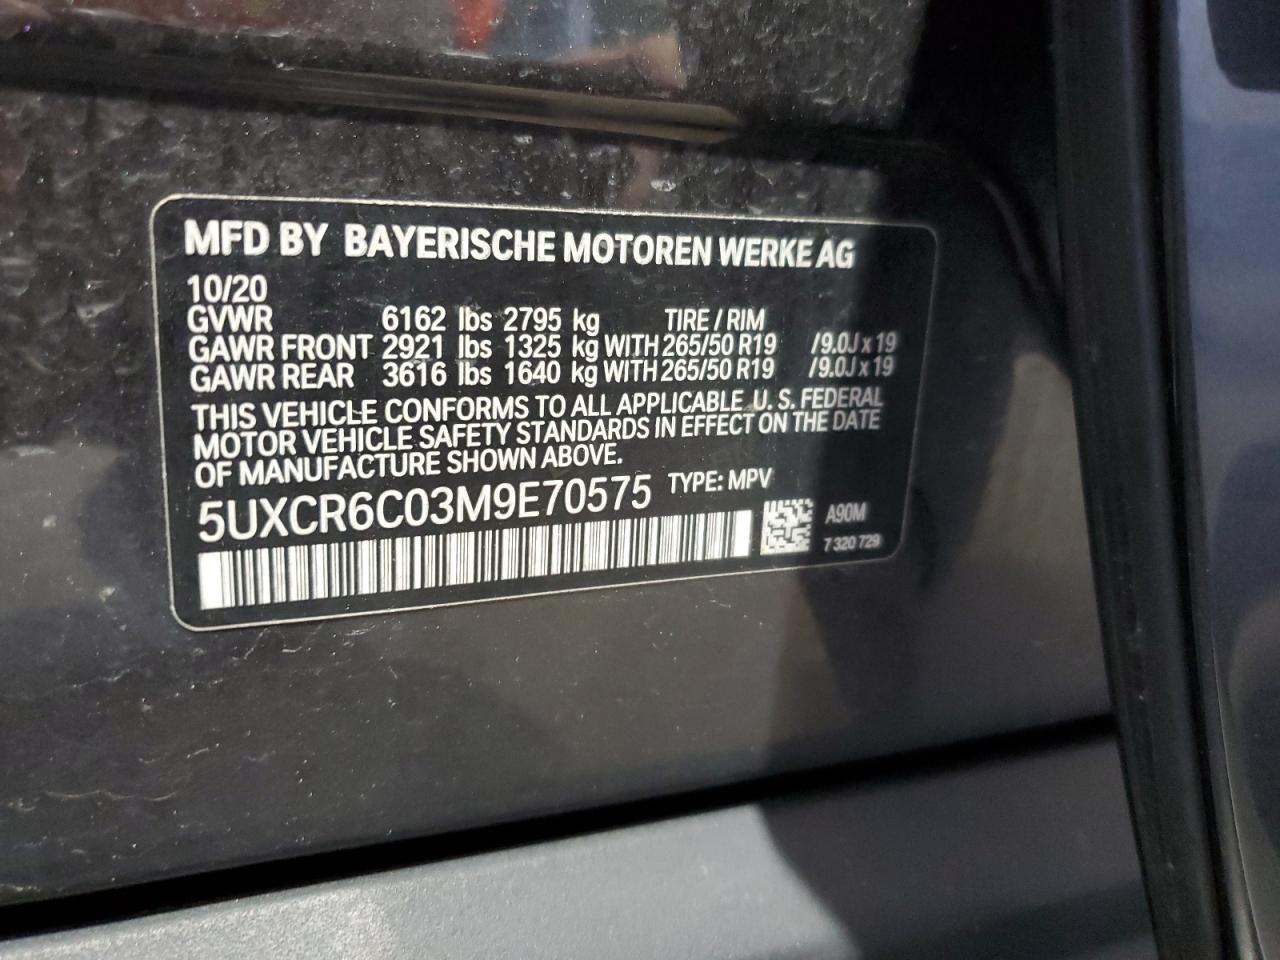 MFD BY BAYERISCHE MOTOREN WERKE AG
10/20
GVWR 6162 lbs 2795 kg TIRE / RIM
GAWR FRONT 2921 lbs 1325 kg WITH 265/50 R19 /9.0J x 19
GAWR REAR 3616 lbs 1640 kg WITH 265/50 R19 /9.0J x 19
THIS VEHICLE CONFORMS TO ALL APPLICABLE U. S. FEDERAL
MOTOR VEHICLE SAFETY STANDARDS IN EFFECT ON THE DATE
OF MANUFACTURE SHOWN ABOVE.
5UXCR6C03M9E70575 TYPE: MPV
A90M
7 320 729